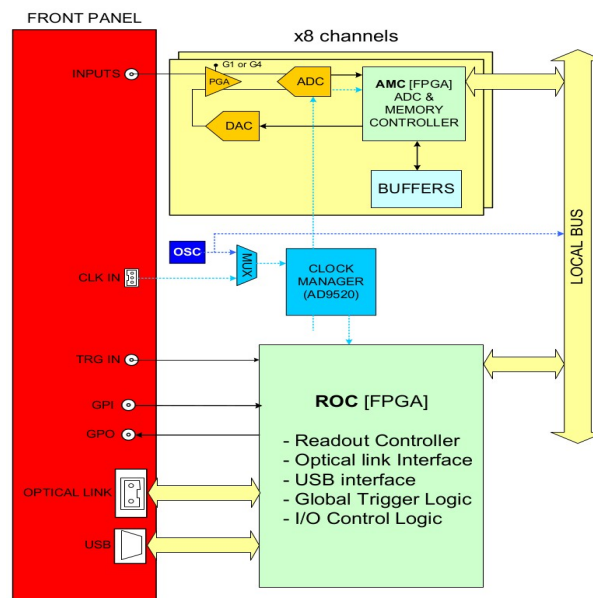 FRONT PANEL
x8 channels
INPUTS
G1 or G4
PGA
ADC
DAC
AMC [FPGA]
ADC &
MEMORY
CONTROLLER
BUFFERS
LOCAL BUS
OSC
MUX
CLK IN
CLOCK
MANAGER
(AD9520)
TRG IN
GPI
GPO
OPTICAL LINK
USB
ROC [FPGA]
- Readout Controller
- Optical link Interface
- USB interface
- Global Trigger Logic
- I/O Control Logic